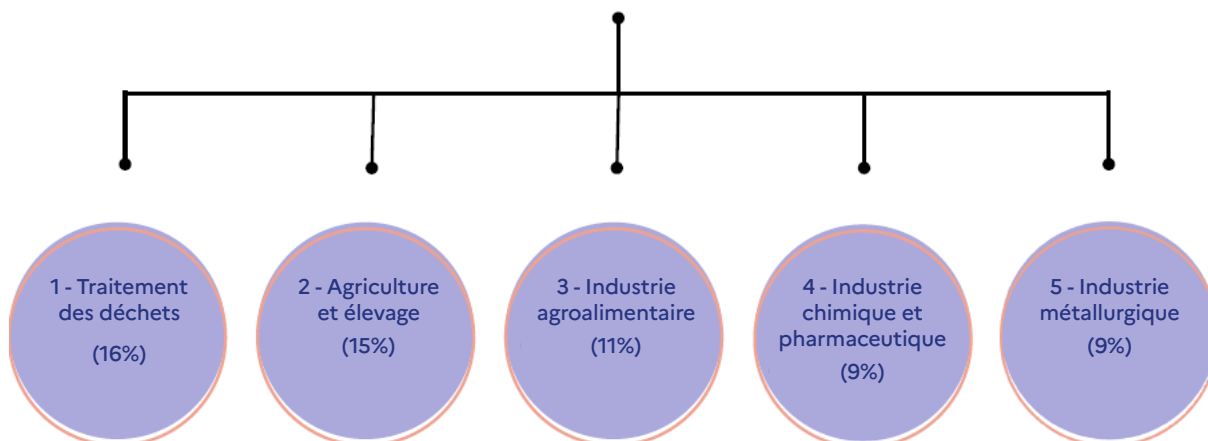 1 - Traitement
des déchets
(16%)
2 - Agriculture
et élevage
(15%)
3 - Industrie
agroalimentaire
(11%)
4 - Industrie
chimique et
pharmaceutique
(9%)
5 - Industrie
métallurgique
(9%)